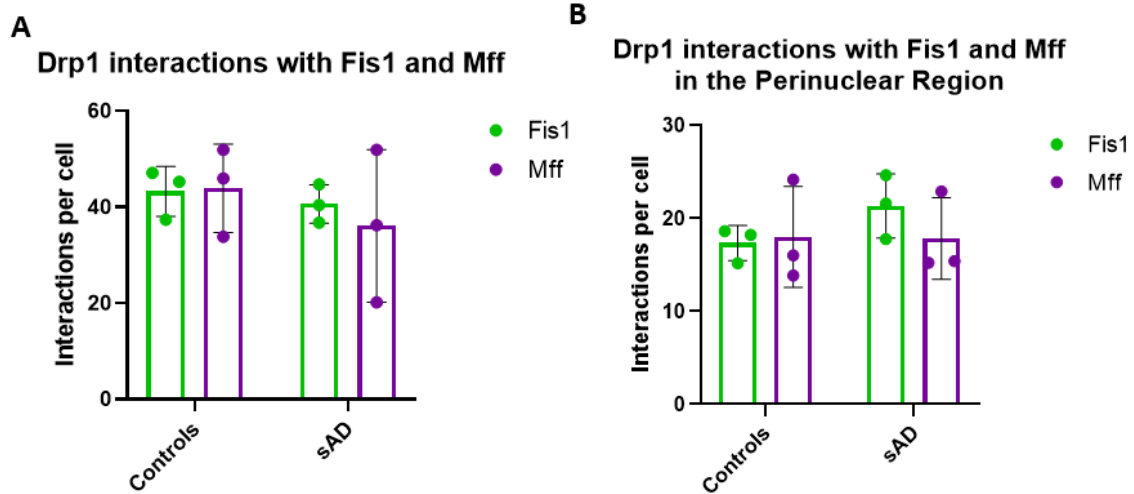 A
Drp1 interactions with Fis1 and Mff
Interactions per cell
60
40
20
0
Controls
sAD
Fis1
Mff
B
Drp1 interactions with Fis1 and Mff
in the Perinuclear Region
Interactions per cell
30
20
10
0
Controls
sAD
Fis1
Mff